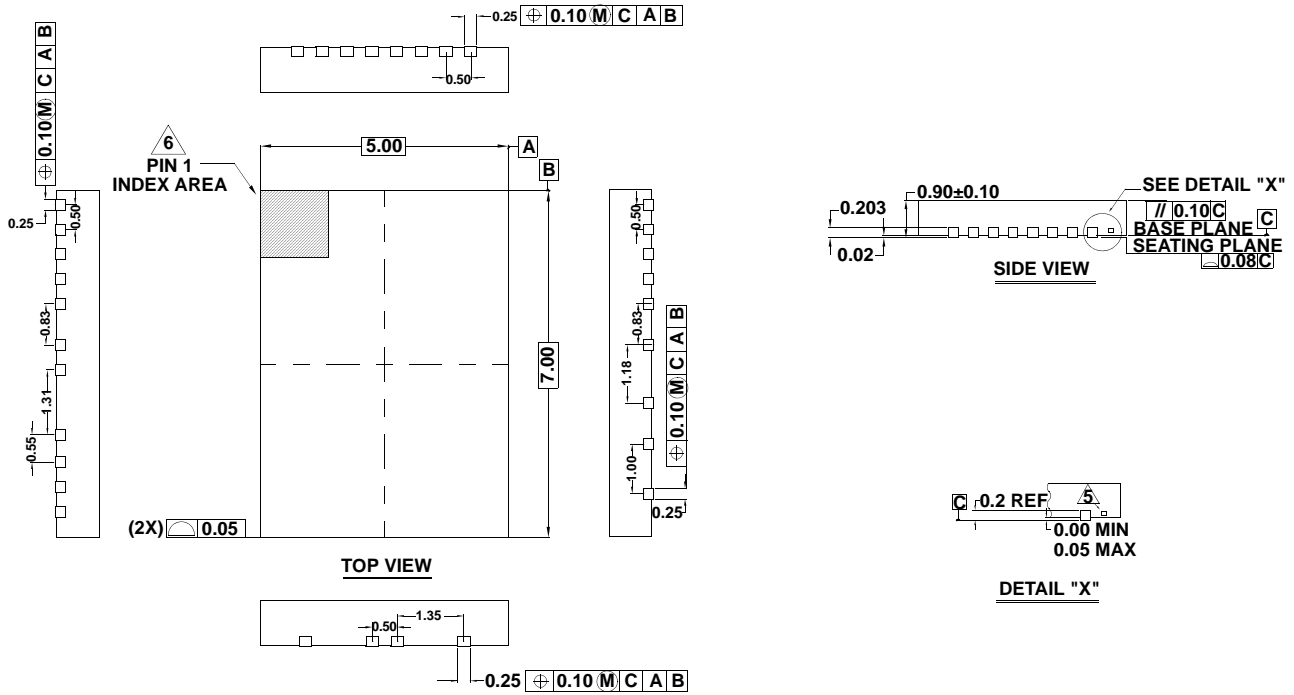 0.25 ⌖ 0.10 Ⓜ C A B
0.50
⌖ 0.10 Ⓜ C A B
6
PIN 1
INDEX AREA
5.00
A
B
0.25
0.50
0.83
1.31
0.55
7.00
0.50
0.83
1.18
1.00
0.25
⌖ 0.10 Ⓜ C A B
(2X) ⌓ 0.05
TOP VIEW
1.35
0.50
0.25 ⌖ 0.10 Ⓜ C A B
SEE DETAIL "X"
0.90±0.10
0.203
// 0.10 C
C
BASE PLANE
SEATING PLANE
0.02
⌓ 0.08 C
SIDE VIEW
C
0.2 REF
5
0.00 MIN
0.05 MAX
DETAIL "X"